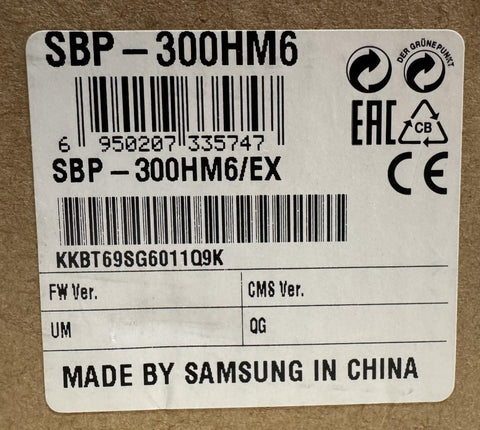 SBP-300HM6
DER GRÜNE PUNKT
6 950207 335747
EAC
CB
SBP-300HM6/EX
CE
KKBT69SG6011Q9K
FW Ver.
CMS Ver.
UM
QG
MADE BY SAMSUNG IN CHINA